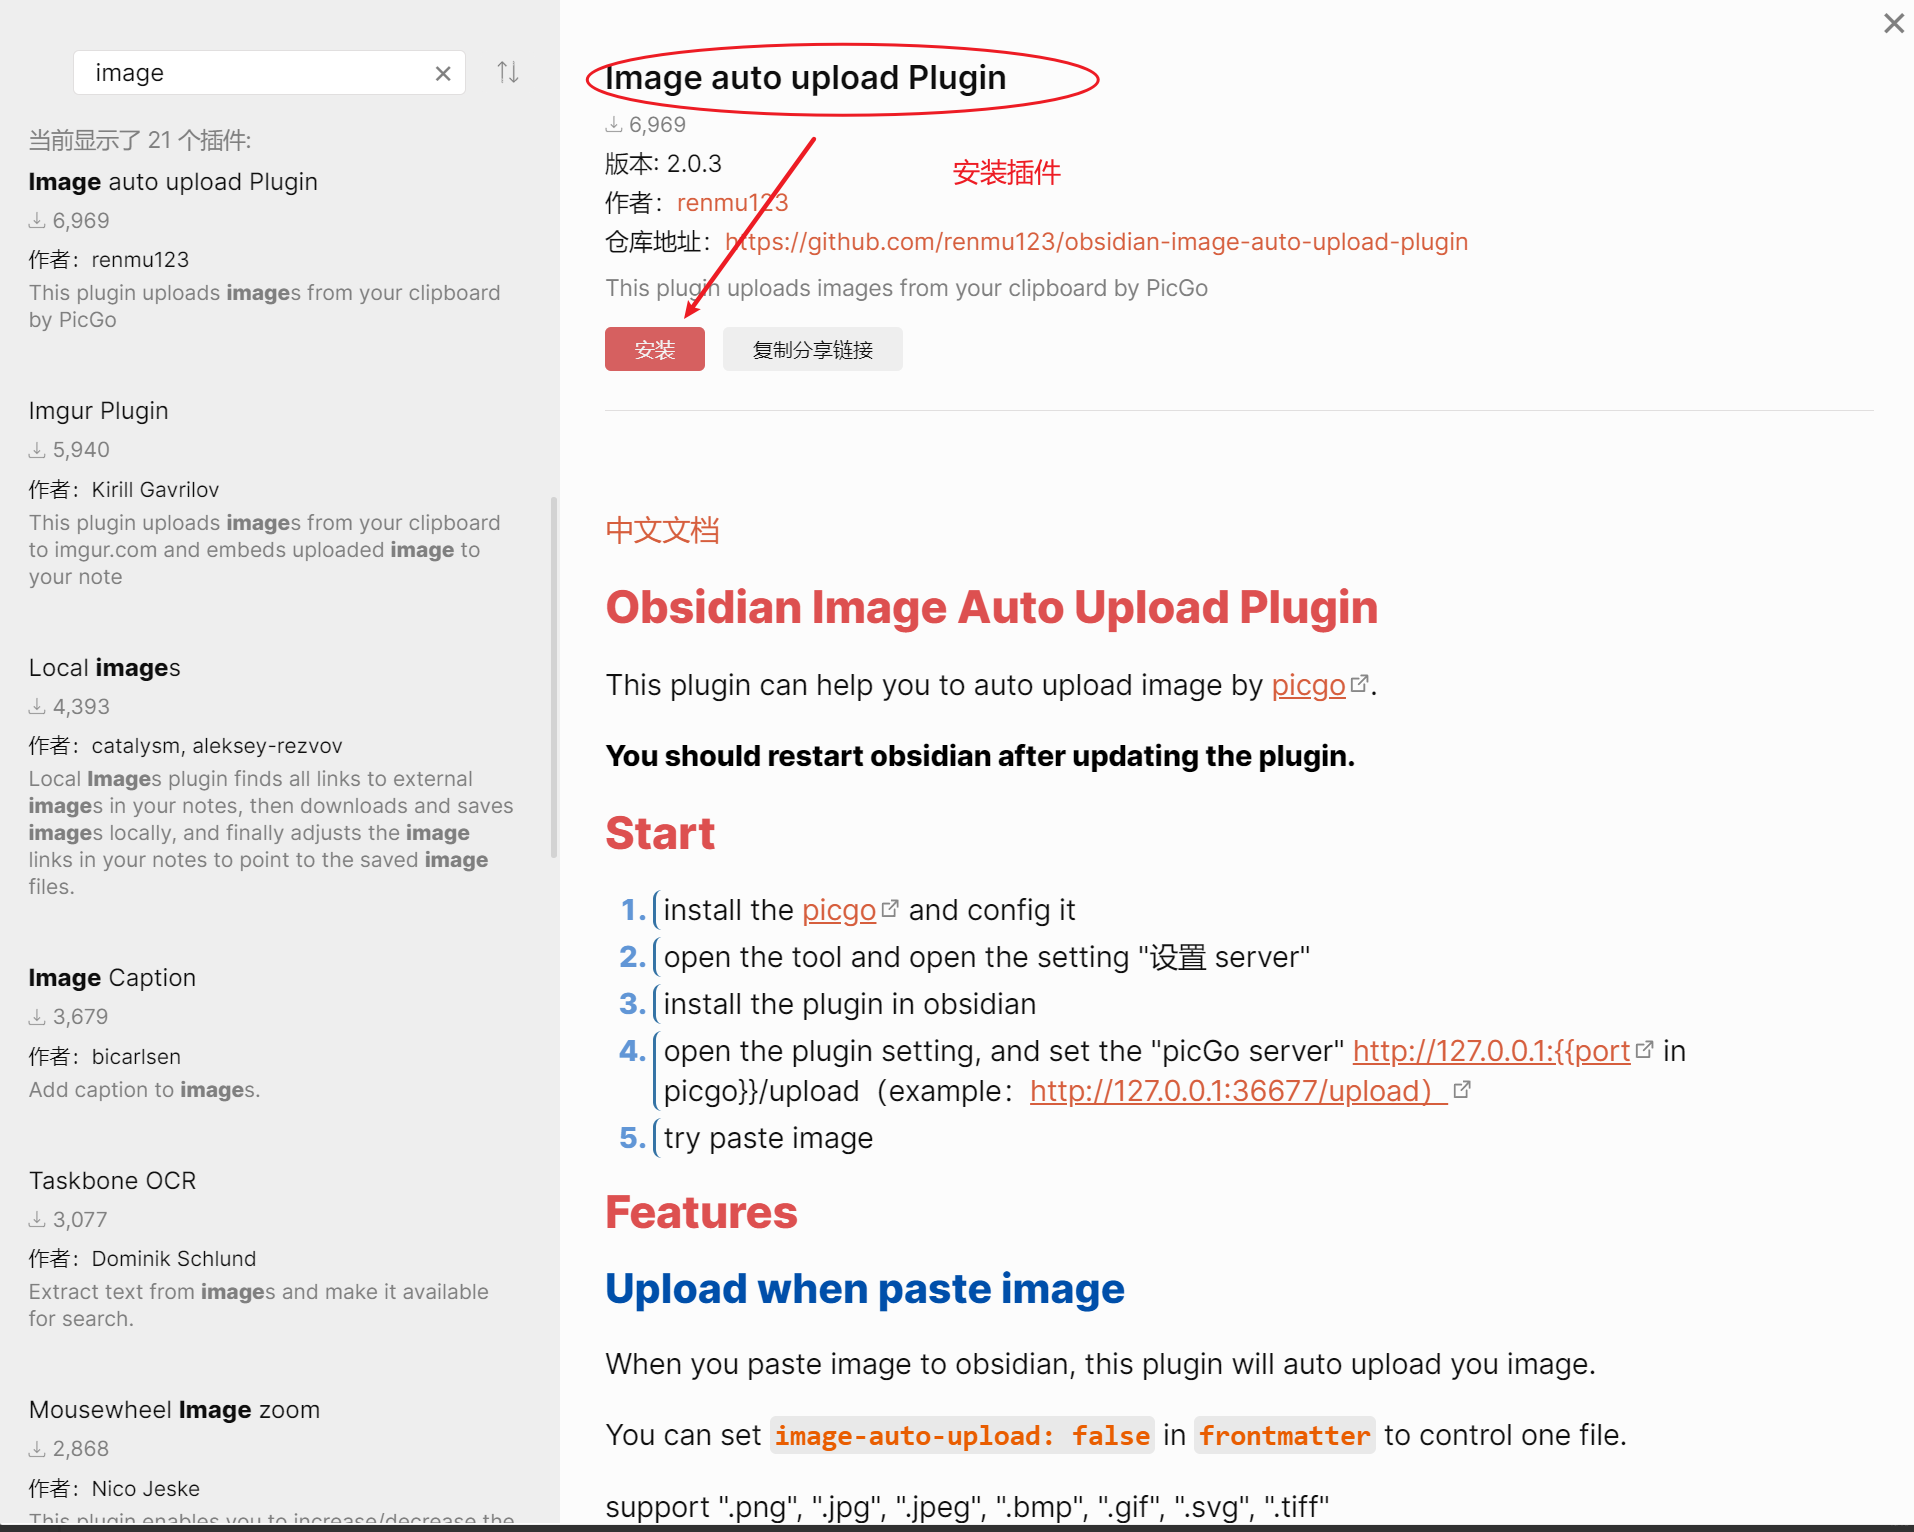 image
当前显示了 21 个插件:
Image auto upload Plugin
6,969
作者：renmu123
This plugin uploads images from your clipboard
by PicGo
Imgur Plugin
5,940
作者：Kirill Gavrilov
This plugin uploads images from your clipboard
to imgur.com and embeds uploaded image to
your note
Local images
4,393
作者：catalysm, aleksey-rezvov
Local Images plugin finds all links to external
images in your notes, then downloads and saves
images locally, and finally adjusts the image
links in your notes to point to the saved image
files.
Image Caption
3,679
作者：bicarlsen
Add caption to images.
Taskbone OCR
3,077
作者：Dominik Schlund
Extract text from images and make it available
for search.
Mousewheel Image zoom
2,868
作者：Nico Jeske
This plugin enables you to increase/decrease the
Image auto upload Plugin
6,969
版本: 2.0.3
安装插件
作者：renmu123
仓库地址：https://github.com/renmu123/obsidian-image-auto-upload-plugin
This plugin uploads images from your clipboard by PicGo
安装 复制分享链接
中文文档
Obsidian Image Auto Upload Plugin
This plugin can help you to auto upload image by picgo.
You should restart obsidian after updating the plugin.
Start
1. install the picgo and config it
2. open the tool and open the setting "设置 server"
3. install the plugin in obsidian
4. open the plugin setting, and set the "picGo server" http://127.0.0.1:{{port in
picgo}}/upload（example：http://127.0.0.1:36677/upload）
5. try paste image
Features
Upload when paste image
When you paste image to obsidian, this plugin will auto upload you image.
You can set image-auto-upload: false in frontmatter to control one file.
support ".png", ".jpg", ".jpeg", ".bmp", ".gif", ".svg", ".tiff"